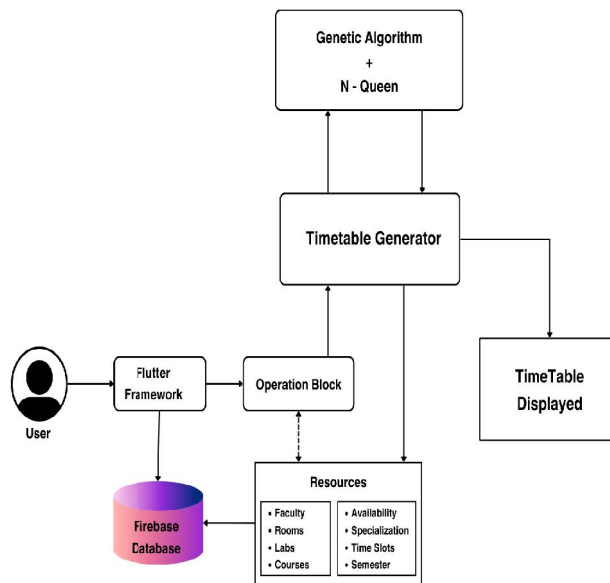 Genetic Algorithm
+
N - Queen
Timetable Generator
TimeTable
Displayed
Flutter
Framework
Operation Block
User
Resources
• Faculty
• Rooms
• Labs
• Courses
• Availability
• Specialization
• Time Slots
• Semester
Firebase
Database